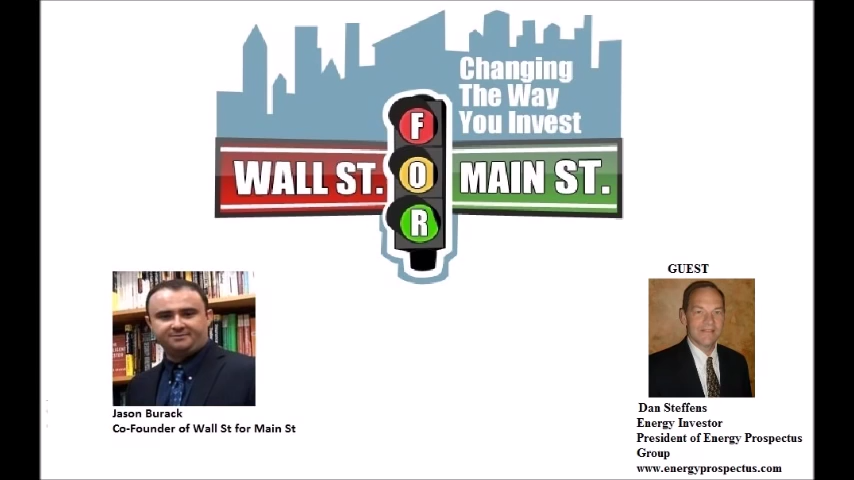 Changing
The Way
You Invest
WALL ST. FOR MAIN ST.
GUEST
Jason Burack
Co-Founder of Wall St for Main St
Dan Steffens
Energy Investor
President of Energy Prospectus
Group
www.energyprospectus.com